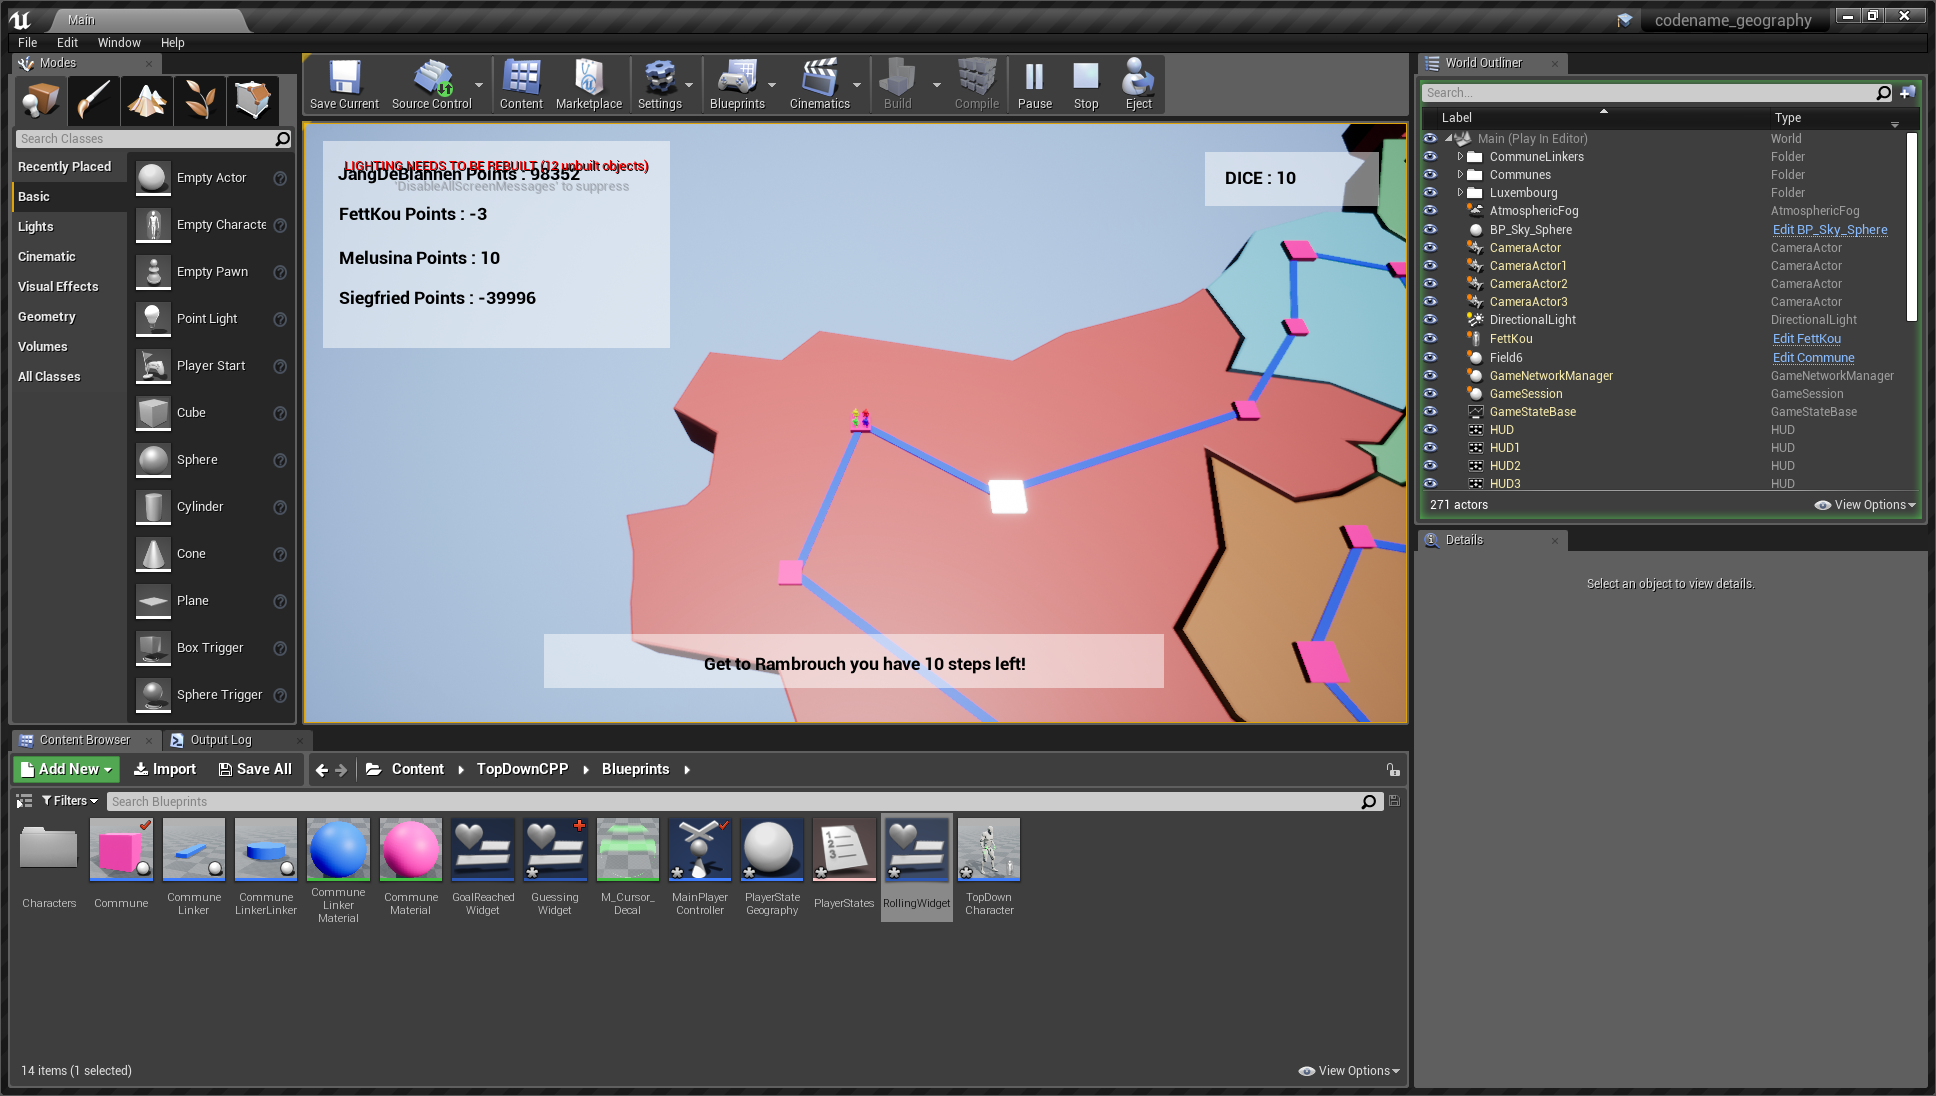 Main
codename_geography
File Edit Window Help
Modes
Search Classes
Recently Placed
Basic
Lights
Cinematic
Visual Effects
Geometry
Volumes
All Classes
Empty Actor
Empty Characte
Empty Pawn
Point Light
Player Start
Cube
Sphere
Cylinder
Cone
Plane
Box Trigger
Sphere Trigger
Save Current
Source Control
Content
Marketplace
Settings
Blueprints
Cinematics
Build
Compile
Pause
Stop
Eject
LIGHTING NEEDS TO BE REBUILT (12 unbuilt objects)
JangDeBlannen Points : 98352
'DisableAllScreenMessages' to suppress
FettKou Points : -3
Melusina Points : 10
Siegfried Points : -39996
DICE : 10
Get to Rambrouch you have 10 steps left!
World Outliner
Search...
Label Type
Main (Play In Editor) World
CommuneLinkers Folder
Communes Folder
Luxembourg Folder
AtmosphericFog AtmosphericFog
BP_Sky_Sphere Edit BP_Sky_Sphere
CameraActor CameraActor
CameraActor1 CameraActor
CameraActor2 CameraActor
CameraActor3 CameraActor
DirectionalLight DirectionalLight
FettKou Edit FettKou
Field6 Edit Commune
GameNetworkManager GameNetworkManager
GameSession GameSession
GameStateBase GameStateBase
HUD HUD
HUD1 HUD
HUD2 HUD
HUD3 HUD
271 actors
View Options
Details
Select an object to view details.
Content Browser
Output Log
Add New
Import
Save All
Content
TopDownCPP
Blueprints
Filters
Search Blueprints
Characters
Commune
Commune
Linker
Commune
LinkerLinker
Commune
Linker
Material
Commune
Material
GoalReached
Widget
Guessing
Widget
M_Cursor_
Decal
MainPlayer
Controller
PlayerState
Geography
1
2
3
PlayerStates
RollingWidget
TopDown
Character
14 items (1 selected)
View Options